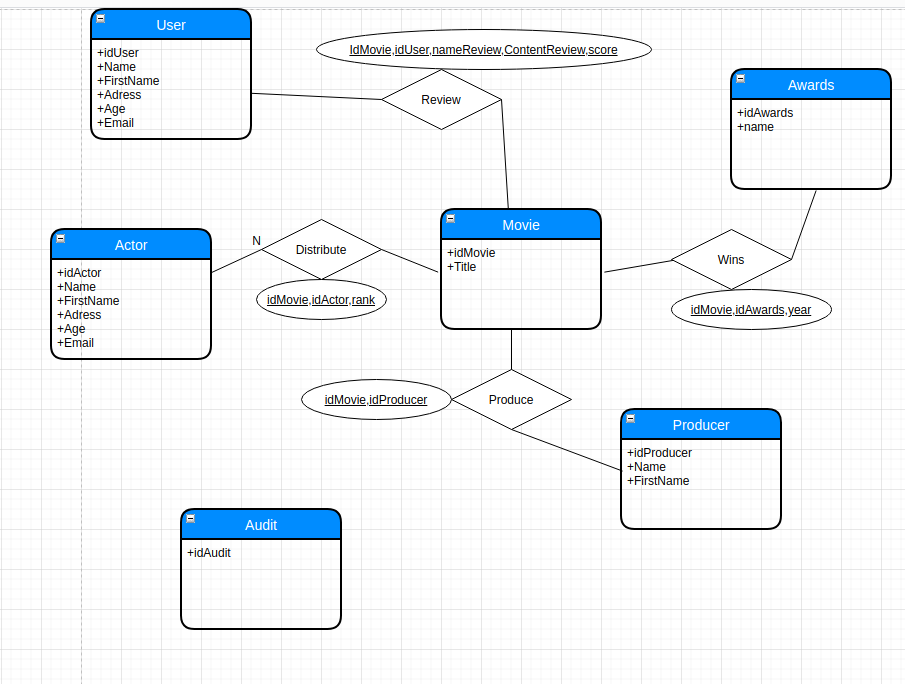 User
+idUser
+Name
+FirstName
+Adress
+Age
+Email
IdMovie,idUser,nameReview,ContentReview,score
Review
Awards
+idAwards
+name
Actor
+idActor
+Name
+FirstName
+Adress
+Age
+Email
N
Distribute
idMovie,idActor,rank
Movie
+idMovie
+Title
Wins
idMovie,idAwards,year
idMovie,idProducer
Produce
Producer
+idProducer
+Name
+FirstName
Audit
+idAudit